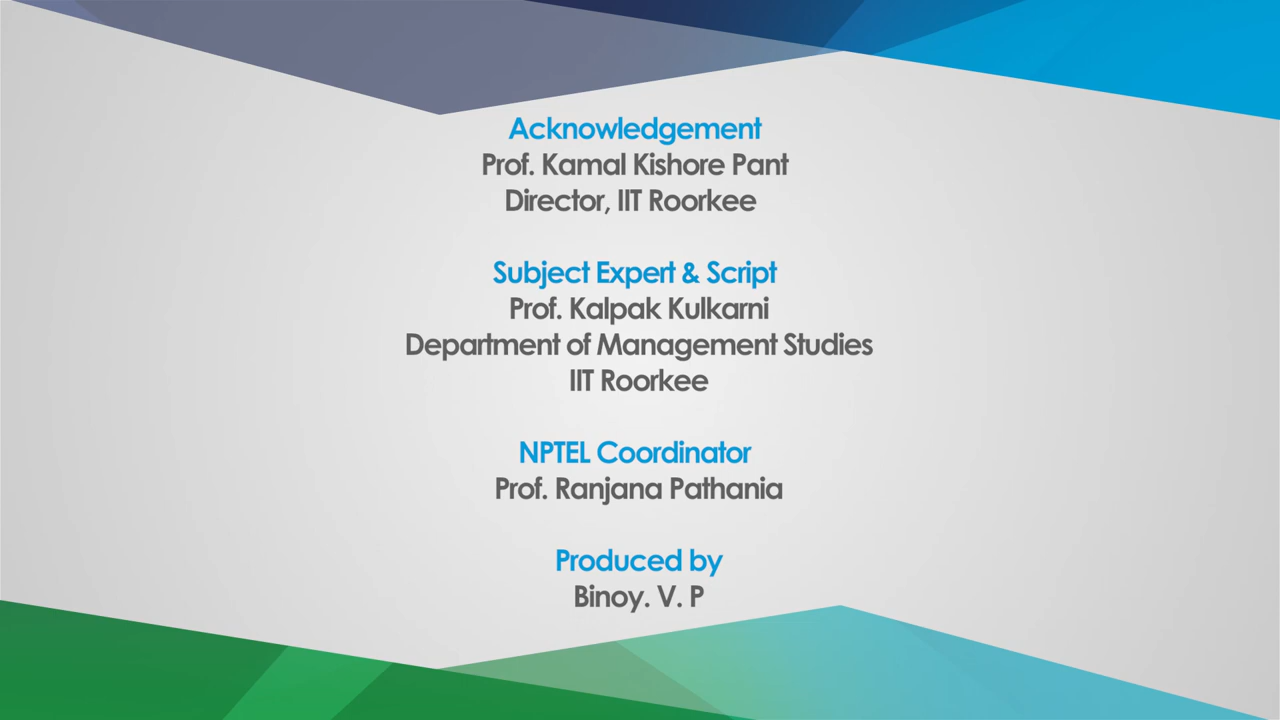 Acknowledgement
Prof. Kamal Kishore Pant
Director, IIT Roorkee
Subject Expert & Script
Prof. Kalpak Kulkarni
Department of Management Studies
IIT Roorkee
NPTEL Coordinator
Prof. Ranjana Pathania
Produced by
Binoy. V. P